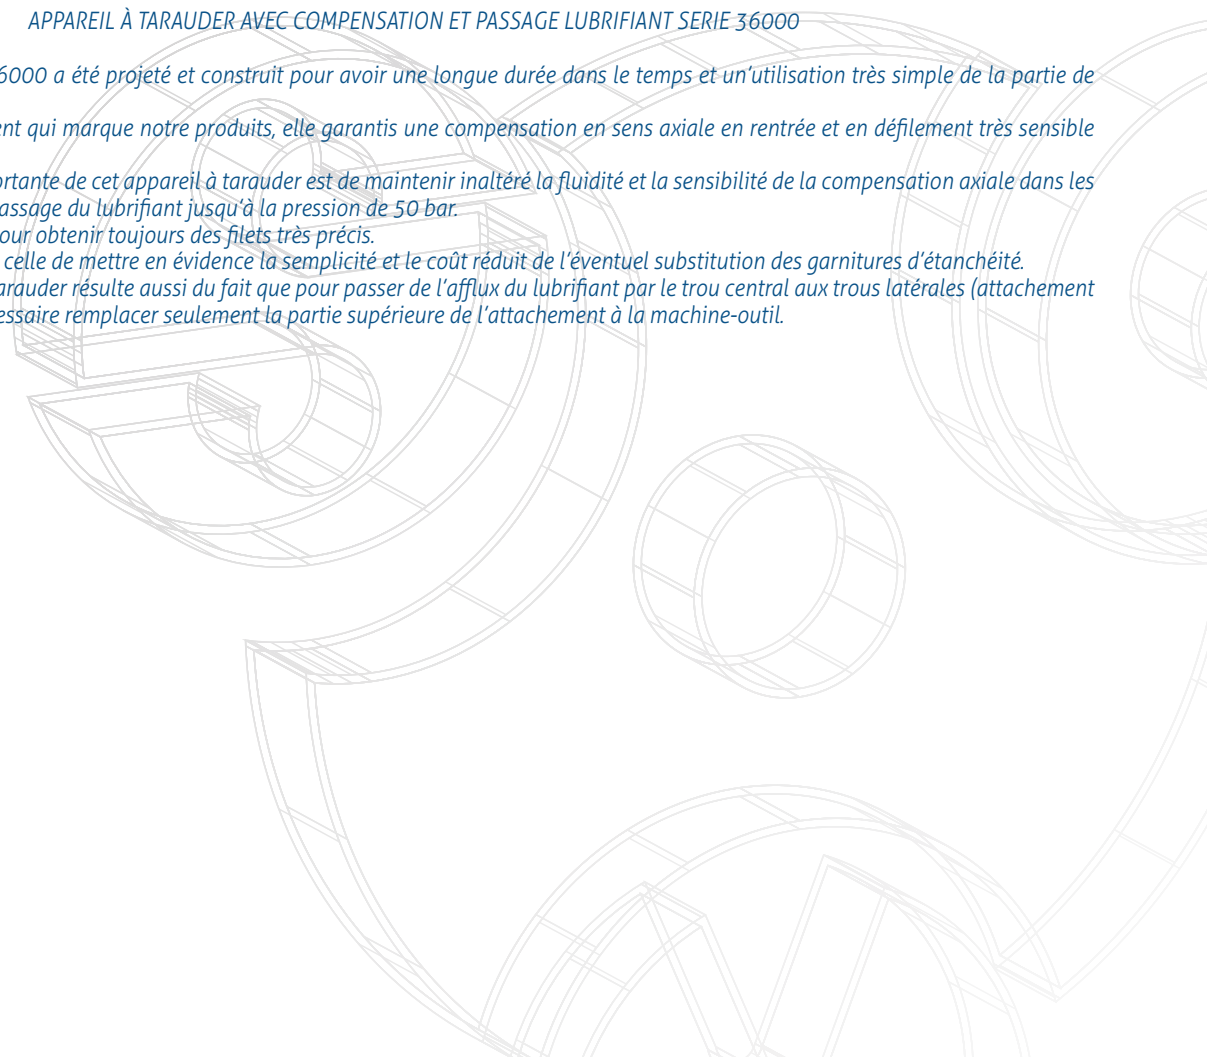 APPAREIL À TARAUDER AVEC COMPENSATION ET PASSAGE LUBRIFIANT SERIE 36000
6000 a été projeté et construit pour avoir une longue durée dans le temps et un’utilisation très simple de la partie de
ent qui marque notre produits, elle garantis une compensation en sens axiale en rentrée et en défilement très sensible
ortante de cet appareil à tarauder est de maintenir inaltéré la fluidité et la sensibilité de la compensation axiale dans les
assage du lubrifiant jusqu’à la pression de 50 bar.
our obtenir toujours des filets très précis.
celle de mettre en évidence la semplicité et le coût réduit de l’éventuel substitution des garnitures d’étanchéité.
arauder résulte aussi du fait que pour passer de l’afflux du lubrifiant par le trou central aux trous latérales (attachement
essaire remplacer seulement la partie supérieure de l’attachement à la machine-outil.